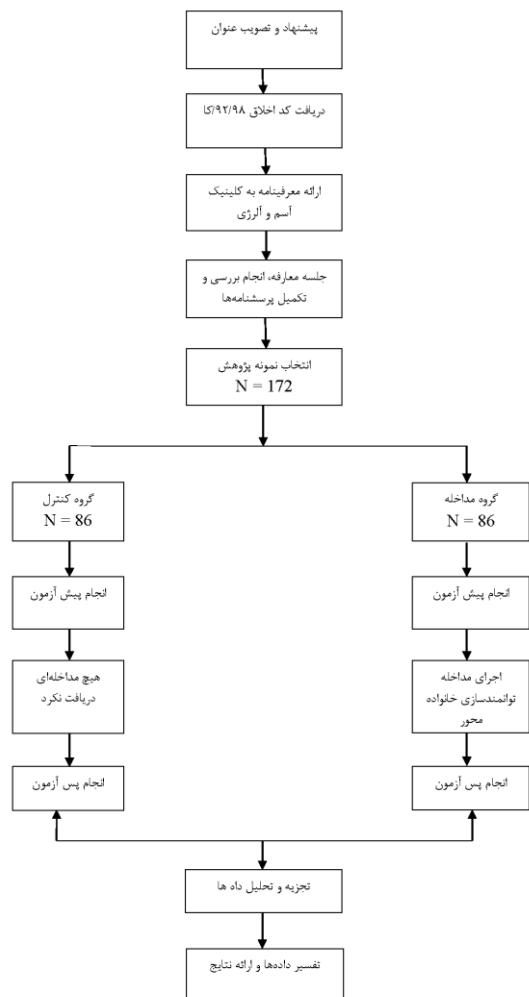 پیشنهاد و تصویب عنوان
دریافت کد اخلاق ۹۲/۹۸/کا
ارائه معرفینامه به کلینیک
آسم و آلرژی
جلسه معارفه، انجام بررسی و
تکمیل پرسشنامه‌ها
انتخاب نمونه پژوهش
N = 172
گروه مداخله
N = 86
انجام پیش آزمون
اجرای مداخله
توانمندسازی خانواده
محور
انجام پس آزمون
گروه کنترل
N = 86
انجام پیش آزمون
هیچ مداخله‌ای
دریافت نکرد
انجام پس آزمون
تجزیه و تحلیل داه ها
تفسیر داده‌ها و ارائه نتایج